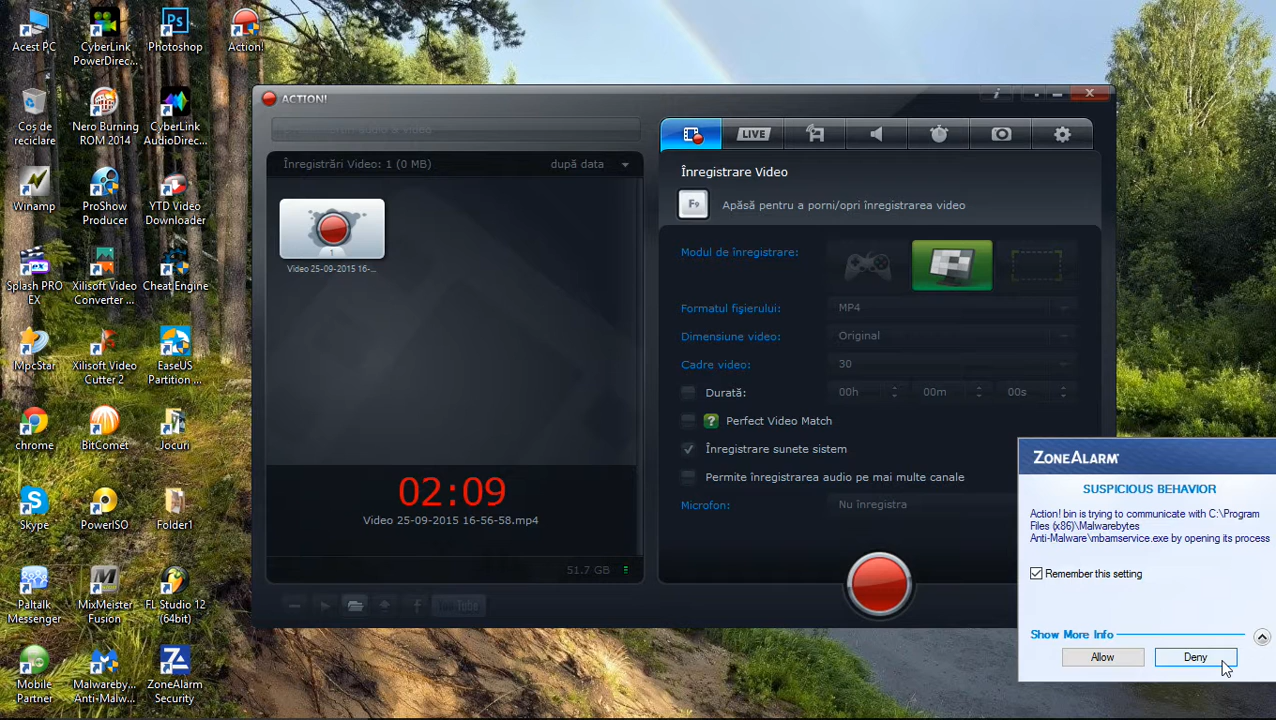 Acest PC
CyberLink
PowerDirec...
Photoshop
Action!
Cos de
reciclare
Nero Burning
ROM 2014
CyberLink
AudioDirec...
Winamp
ProShow
Producer
YTD Video
Downloader
Splash PRO
EX
Xilisoft Video
Converter ...
Cheat Engine
MpcStar
Xilisoft Video
Cutter 2
EaseUS
Partition ...
chrome
BitComet
Jocuri
Skype
PowerISO
Folder1
Paltalk
Messenger
MixMeister
Fusion
FL Studio 12
(64bit)
Mobile
Partner
Malwareby...
Anti-Malw...
ZoneAlarm
Security
ACTION!
Înregistrări Video: 1 (0 MB)
după data
1
Video 25-09-2015 16-...
02:09
Video 25-09-2015 16-56-58.mp4
51.7 GB
You Tube
LIVE
Înregistrare Video
F9
Apăsă pentru a porni/opri înregistrarea video
Modul de înregistrare:
Formatul fișierului:
MP4
Dimensiune video:
Original
Cadre video:
30
Durată:
00h
00m
00s
Perfect Video Match
Înregistrare sunete sistem
Permite înregistrarea audio pe mai multe canale
Microfon:
Nu înregistra
ZONEALARM
SUSPICIOUS BEHAVIOR
Action! bin is trying to communicate with C:\Program
Files (x86)\Malwarebytes
Anti-Malware\mbamservice.exe by opening its process
Remember this setting
Show More Info
Allow
Deny